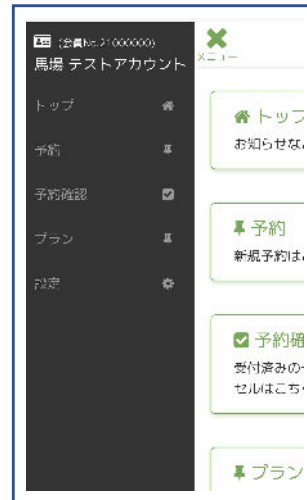 (会員No.21000000)
馬場 テストアカウント
トップ
予約
予約確認
プラン
設定
メニュー
トップ
お知らせな
予約
新規予約は
予約確
受付済みの
セルはこち
プラン